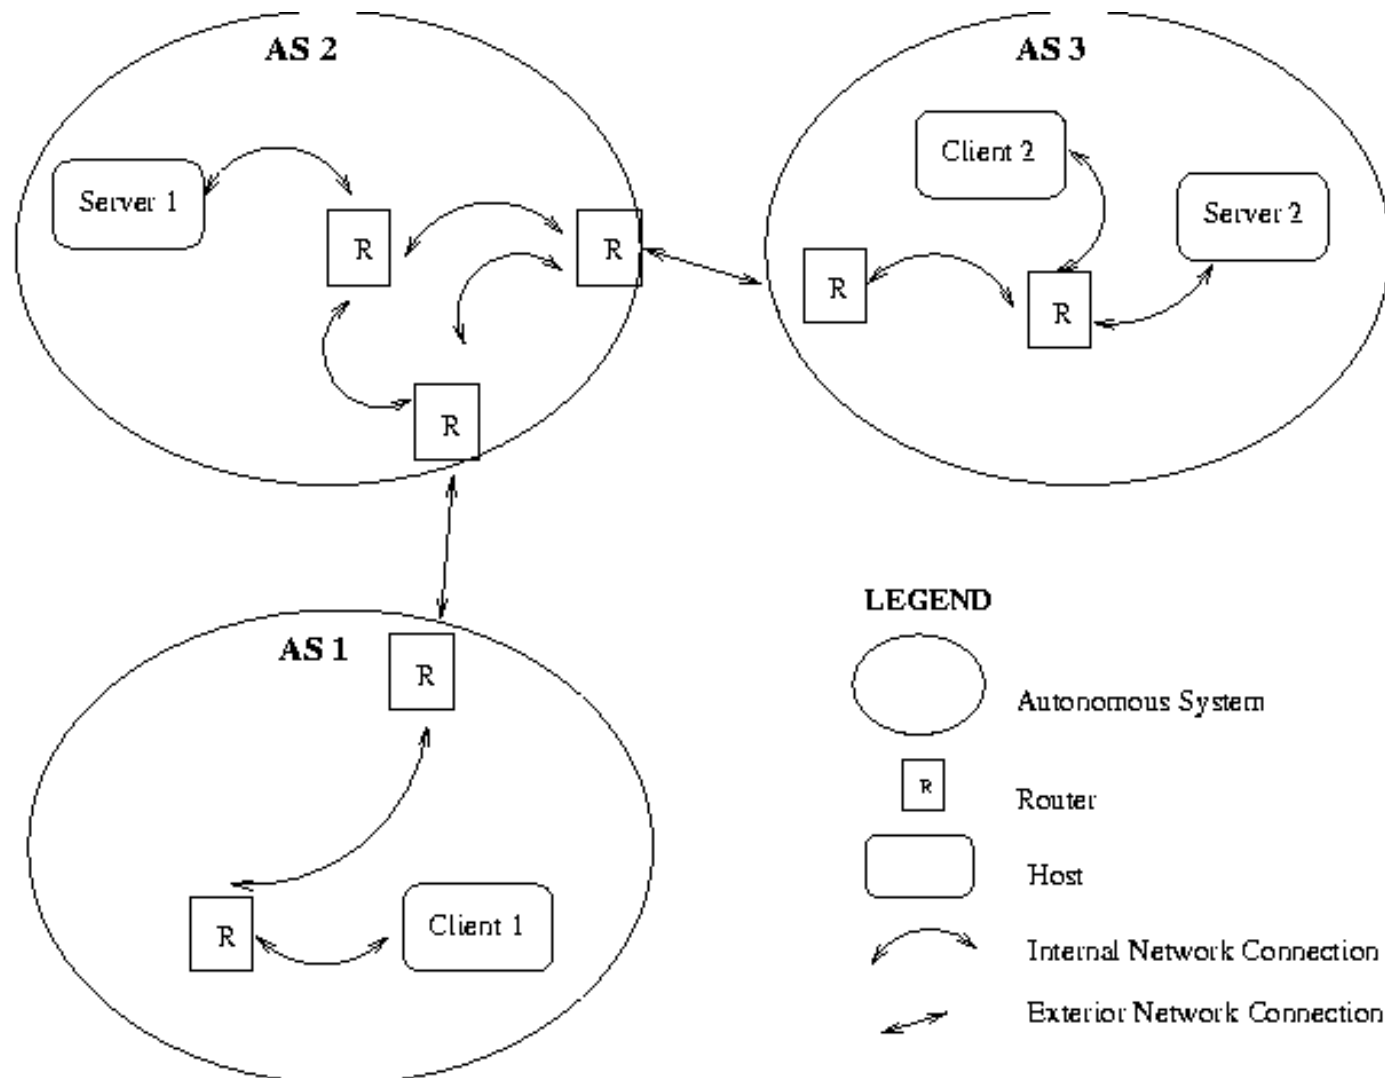 AS 2
AS 3
Client 2
Server 1
Server 2
R
R
R
R
R
LEGEND
AS 1
R
Autonomous System
R
Router
Host
R
Client 1
Internal Network Connection
Exterior Network Connection